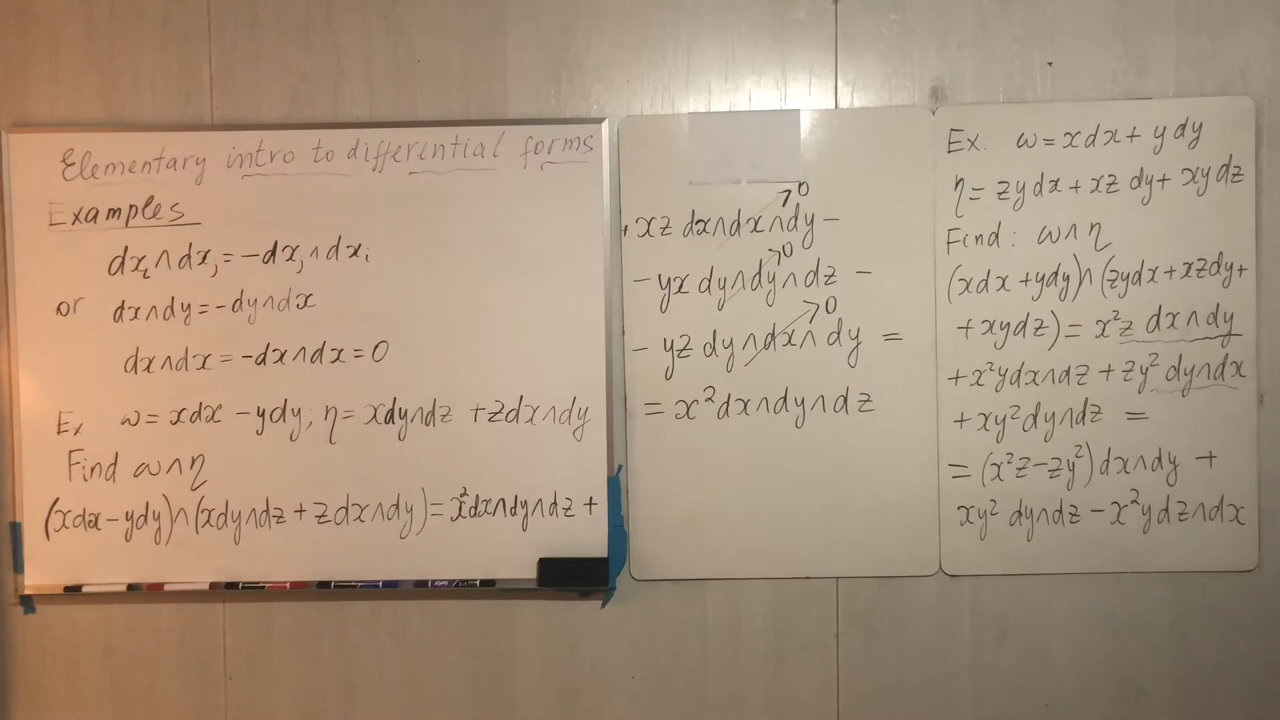 Elementary intro to differential forms
Examples
dxᵢ∧dxⱼ=-dxⱼ∧dxᵢ
or dx∧dy=-dy∧dx
dx∧dx=-dx∧dx=0
Ex ω=xdx-ydy; η=xdy∧dz+zdx∧dy
Find ω∧η
(xdx-ydy)∧(xdy∧dz+zdx∧dy)=x²dx∧dy∧dz+
+xz dx∧dx∧dy- →0
-yx dy∧dy∧dz- →0
-yz dy∧dx∧dy= →0
=x²dx∧dy∧dz
Ex. ω=xdx+ydy
η=zydx+xzdy+xydz
Find: ω∧η
(xdx+ydy)∧(zydx+xzdy+
+xydz)=x²z dx∧dy
+x²ydx∧dz+zy²dy∧dx
+xy²dy∧dz=
=(x²z-zy²)dx∧dy+
xy²dy∧dz-x²ydz∧dx